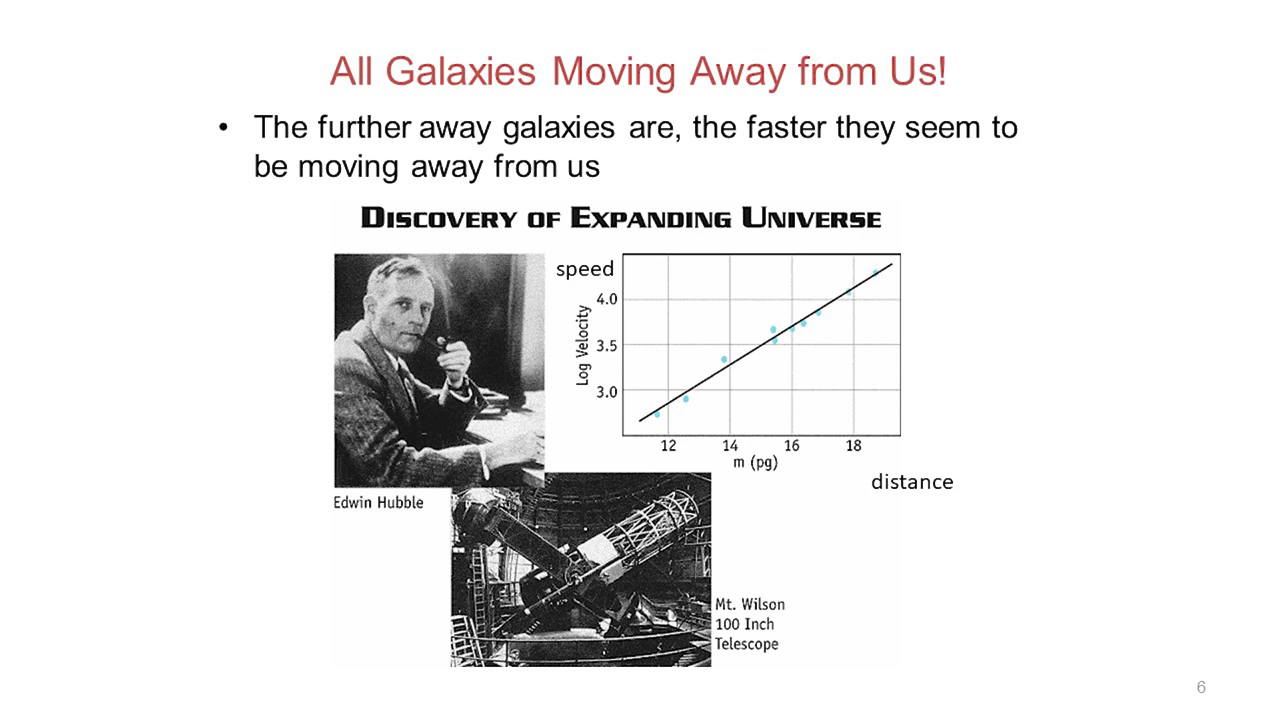 All Galaxies Moving Away from Us!
• The further away galaxies are, the faster they seem to
be moving away from us
DISCOVERY OF EXPANDING UNIVERSE
speed
Log Velocity
4.0
3.5
3.0
12 14 16 18
m (pg)
distance
Edwin Hubble
Mt. Wilson
100 Inch
Telescope
6